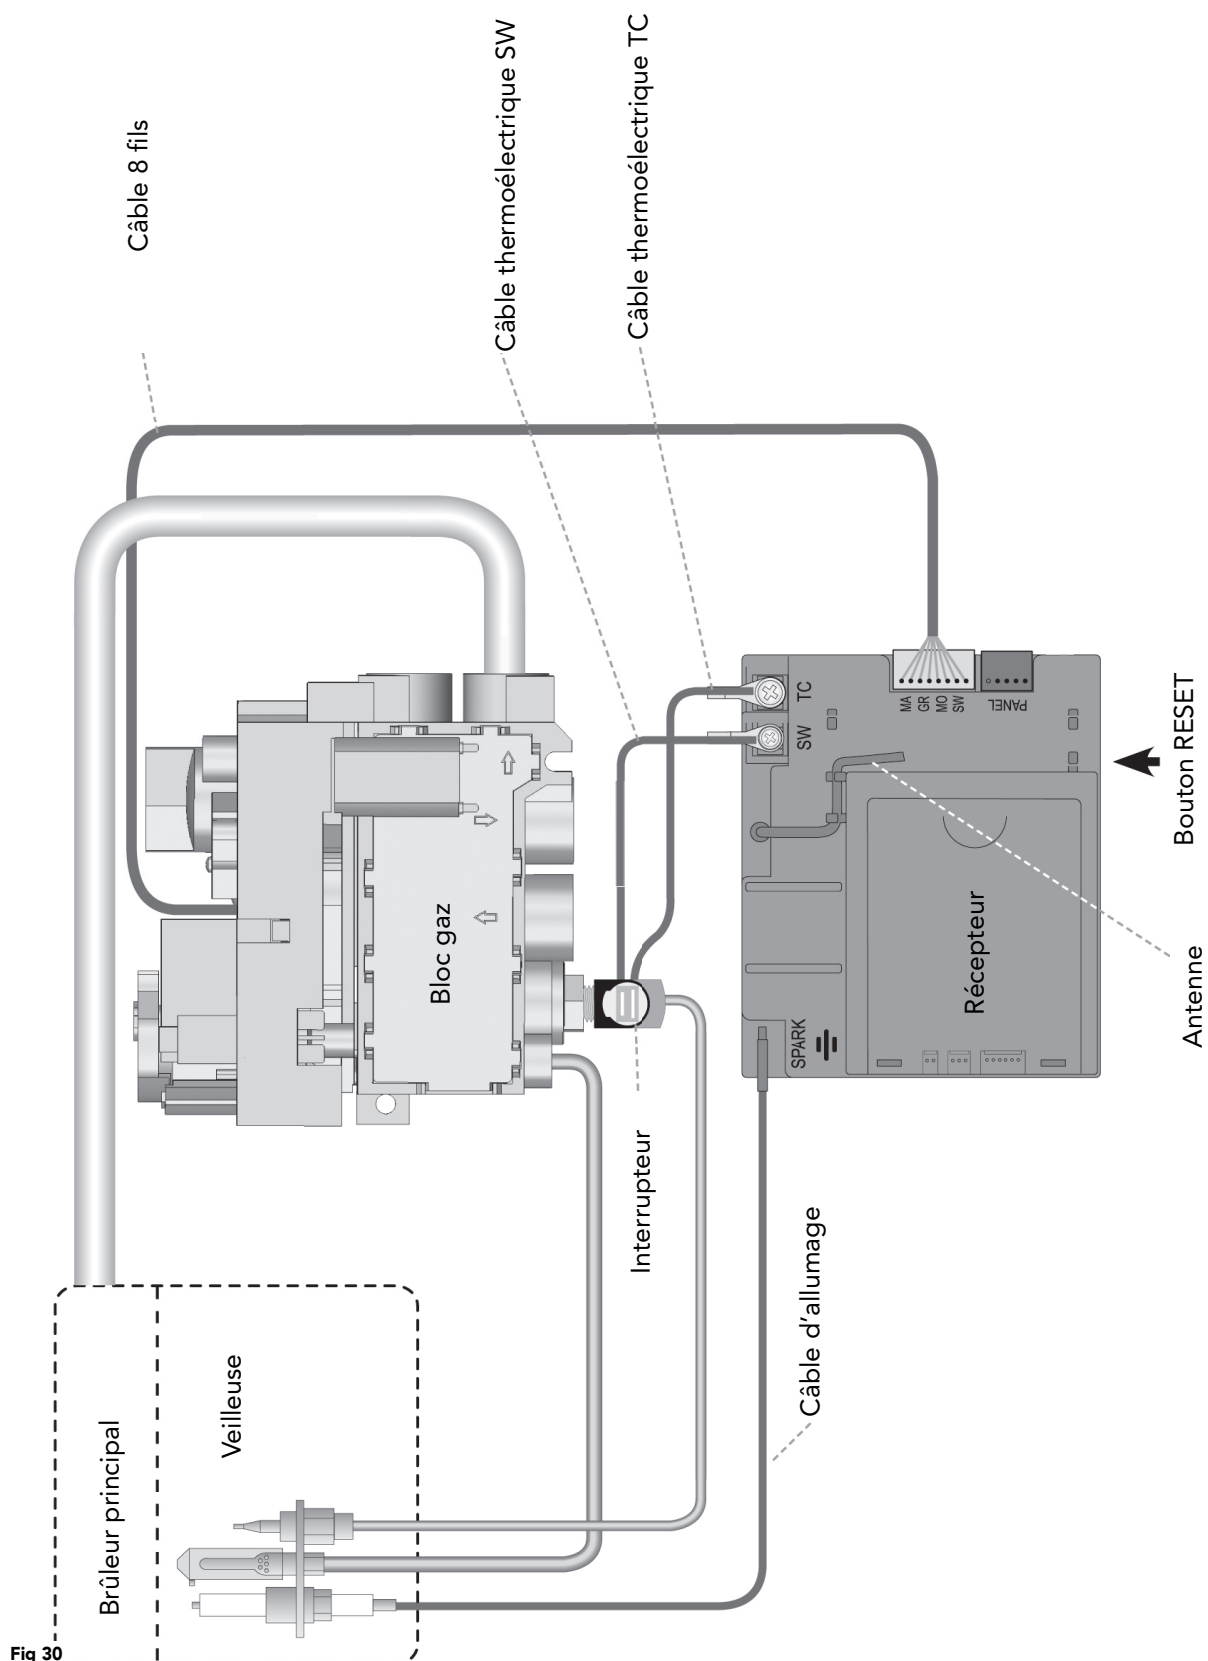 Câble 8 fils
Câble thermoélectrique SW
Câble thermoélectrique TC
Bloc gaz
TC
SW
MA
GR
MO
SW
PANEL
Bouton RESET
Récepteur
Antenne
SPARK
Interrupteur
Câble d’allumage
Veilleuse
Brûleur principal
Fig 30